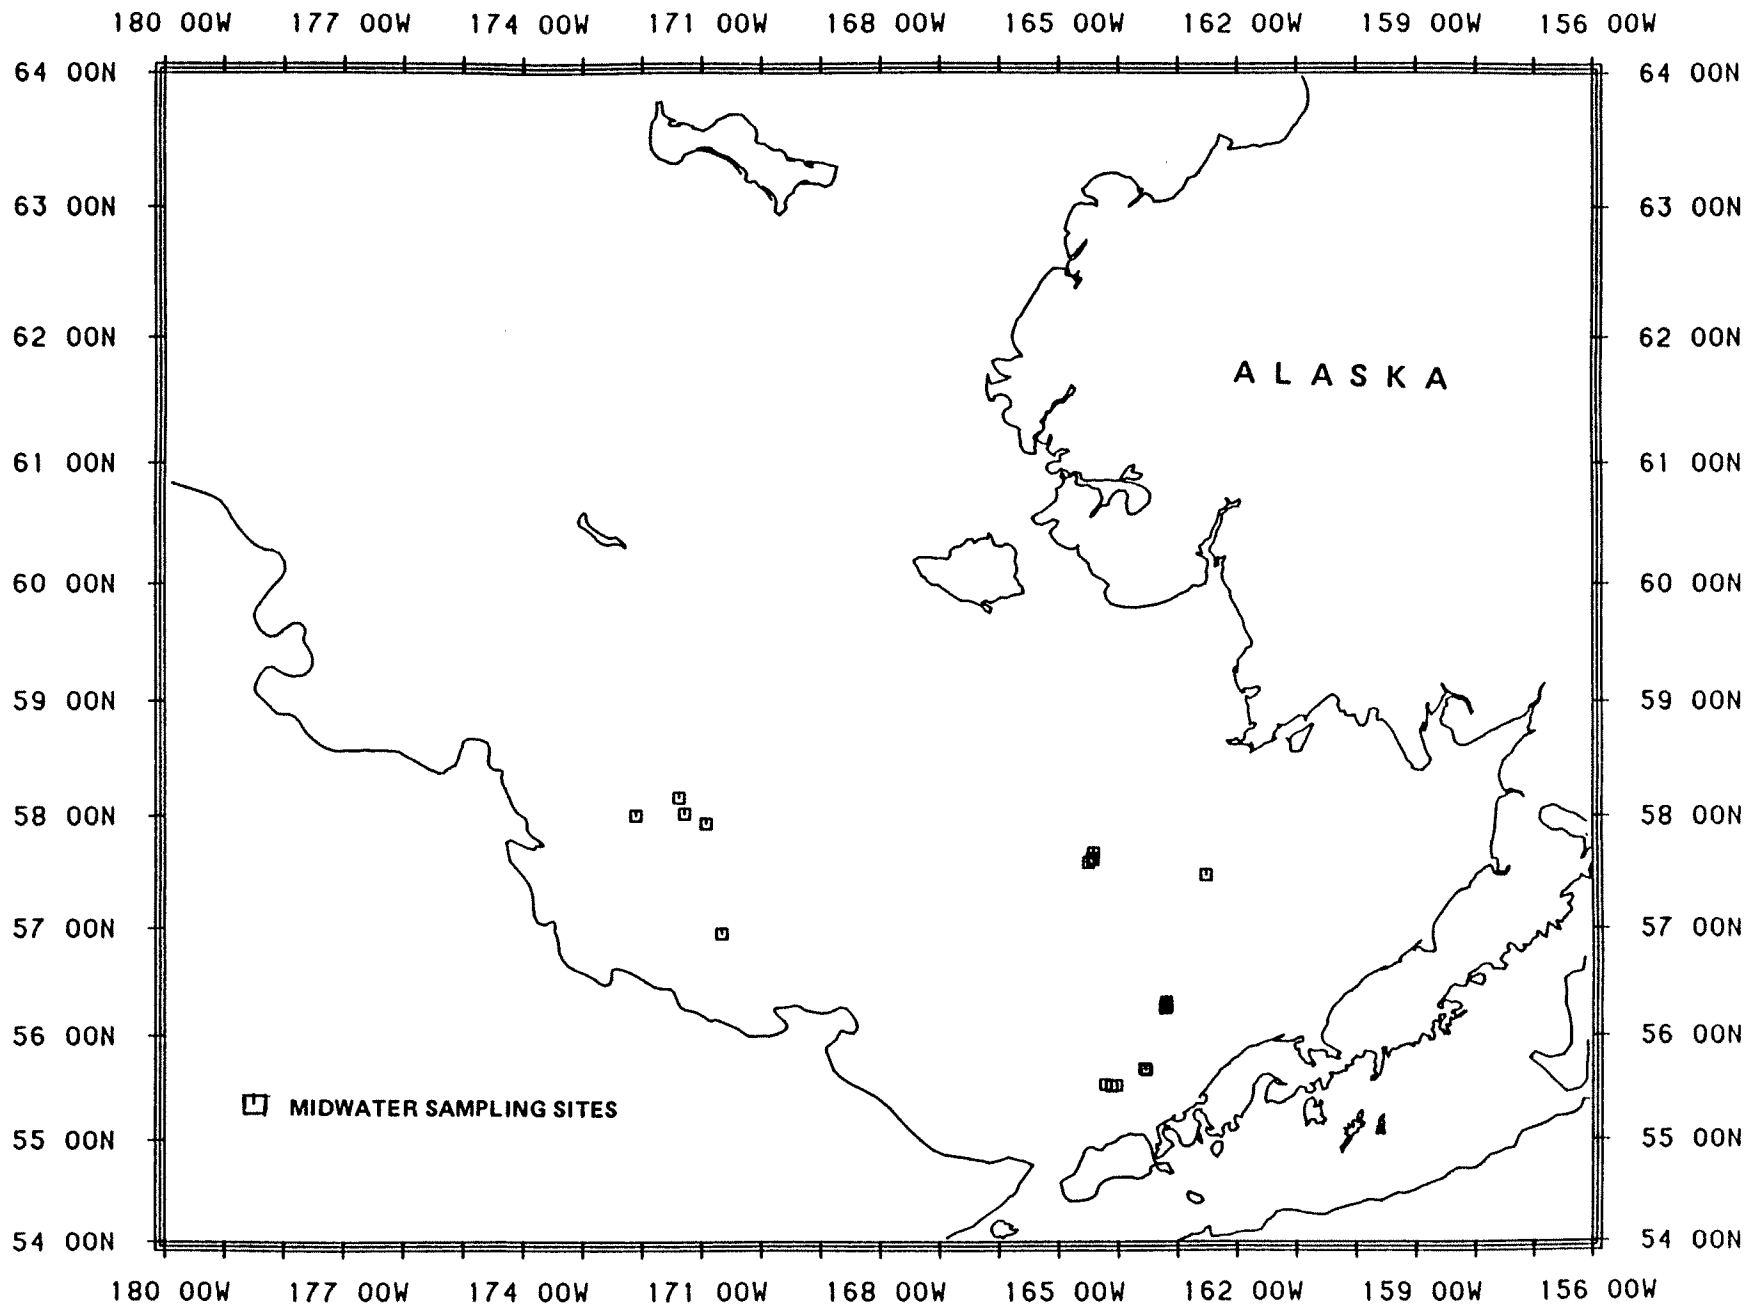 180 00W 177 00W 174 00W 171 00W 168 00W 165 00W 162 00W 159 00W 156 00W
64 00N 64 00N
63 00N 63 00N
62 00N 62 00N
ALASKA
61 00N 61 00N
60 00N 60 00N
59 00N 59 00N
58 00N 58 00N
57 00N 57 00N
56 00N 56 00N
MIDWATER SAMPLING SITES
55 00N 55 00N
54 00N 54 00N
180 00W 177 00W 174 00W 171 00W 168 00W 165 00W 162 00W 159 00W 156 00W